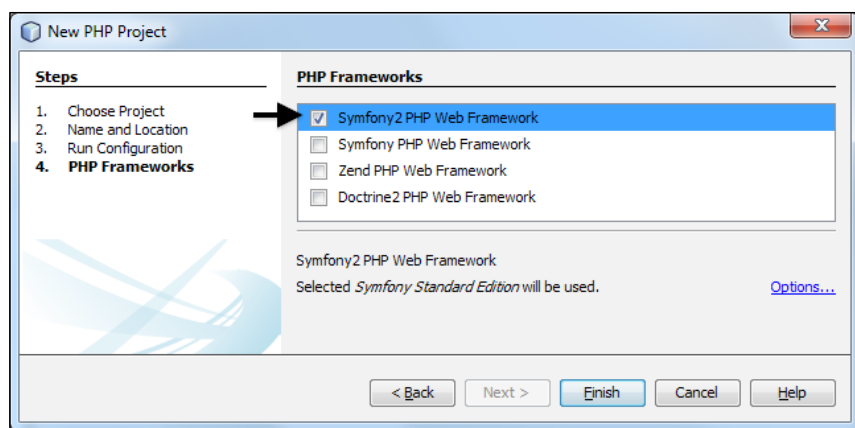 New PHP Project
Steps
1. Choose Project
2. Name and Location
3. Run Configuration
4. PHP Frameworks
PHP Frameworks
Symfony2 PHP Web Framework
Symfony PHP Web Framework
Zend PHP Web Framework
Doctrine2 PHP Web Framework
Symfony2 PHP Web Framework
Selected Symfony Standard Edition will be used. Options...
< Back Next > Finish Cancel Help